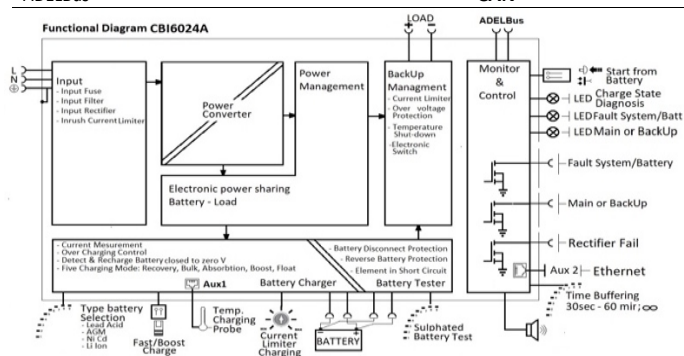 Functional Diagram CBI6024A
LOAD
+ −
ADELBus
L
N
Input
- Input Fuse
- Input Filter
- Input Rectifier
- Inrush Current Limiter
Power
Converter
Power
Management
Electronic power sharing
Battery - Load
BackUp
Managment
- Current Limiter
- Over voltage
Protection
- Temperature
Shut-down
-Electronic
Switch
Monitor
&
Control
Start from
Battery
LED Charge State
Diagnosis
LED Fault System/Batt
LED Main or BackUp
Fault System/Battery
Main or BackUp
Rectifier Fail
Aux 2 Ethernet
Time Buffering
30sec - 60 mir; ∞
- Current Mesurement
- Over Charging Control
- Detect & Recharge Battery closed to zero V
- Five Charging Mode: Recovery, Bulk, Absorbtion, Boost, Float
Aux1
Battery Charger
- Battery Disconnect Protection
- Reverse Battery Protection
- Element in Short Circuit
Battery Tester
Type battery
Selection
- Lead Acid
- AGM
- Ni Cd
- Li Ion
Fast/Boost
Charge
Temp.
Charging
Probe
Current
Limiter
Charging
BATTERY
Sulphated
Battery Test